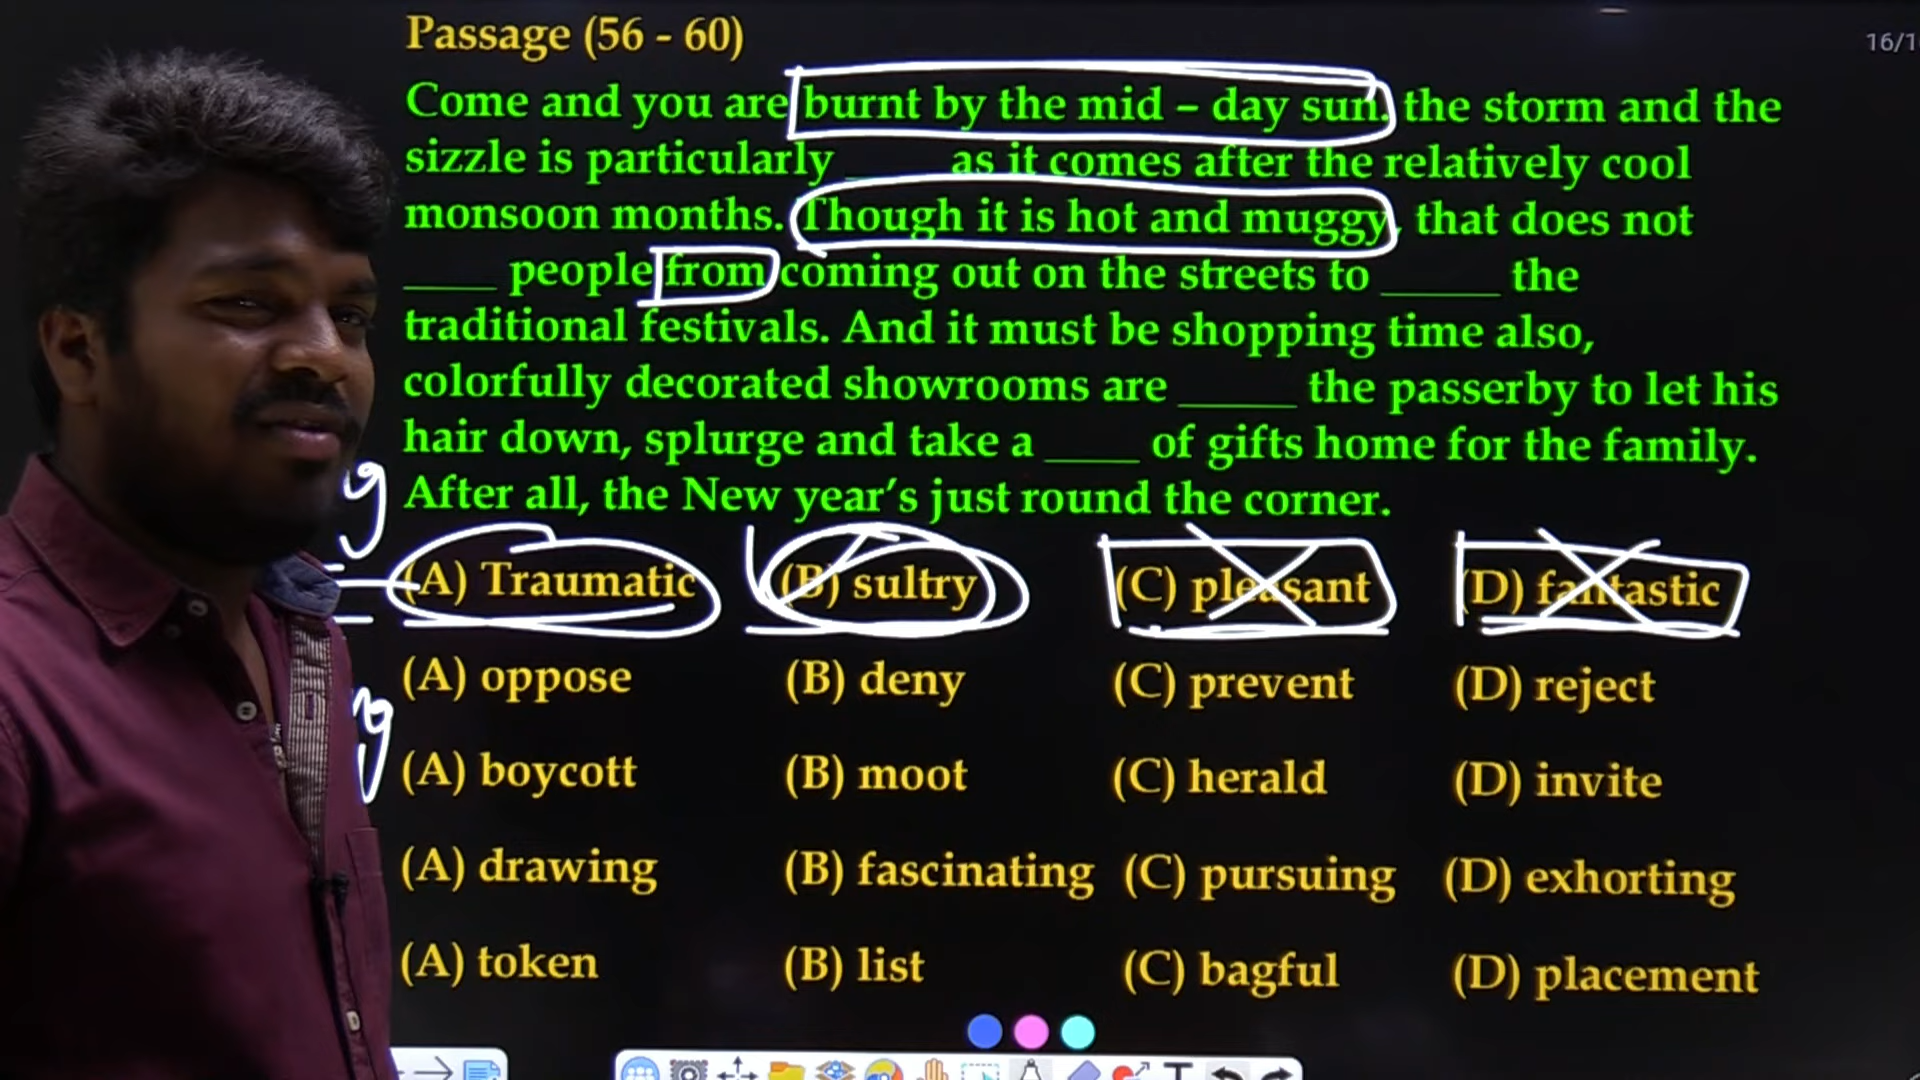 Passage (56 - 60)
16/1
Come and you are burnt by the mid – day sun. the storm and the
sizzle is particularly ____ as it comes after the relatively cool
monsoon months. Though it is hot and muggy, that does not
____ people from coming out on the streets to _____ the
traditional festivals. And it must be shopping time also,
colorfully decorated showrooms are _____ the passerby to let his
hair down, splurge and take a ____ of gifts home for the family.
After all, the New year’s just round the corner.
(A) Traumatic (B) sultry (C) pleasant (D) fantastic
(A) oppose (B) deny (C) prevent (D) reject
(A) boycott (B) moot (C) herald (D) invite
(A) drawing (B) fascinating (C) pursuing (D) exhorting
(A) token (B) list (C) bagful (D) placement